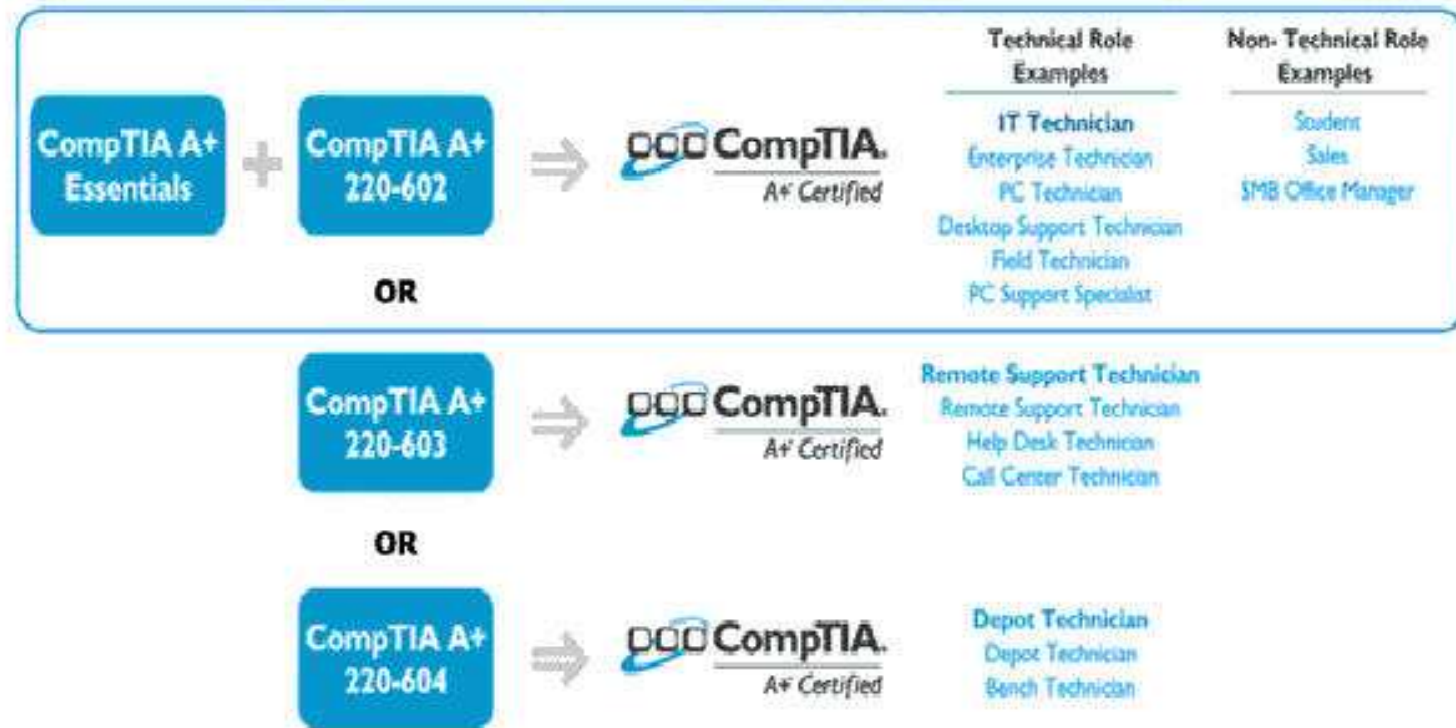 Technical Role
Examples
Non- Technical Role
Examples
CompTIA A+
Essentials
+
CompTIA A+
220-602
CompTIA.
A+ Certified
IT Technician
Enterprise Technician
PC Technician
Desktop Support Technician
Field Technician
PC Support Specialist
Student
Sales
SMB Office Manager
OR
CompTIA A+
220-603
CompTIA.
A+ Certified
Remote Support Technician
Remote Support Technician
Help Desk Technician
Call Center Technician
OR
CompTIA A+
220-604
CompTIA.
A+ Certified
Depot Technician
Depot Technician
Bench Technician